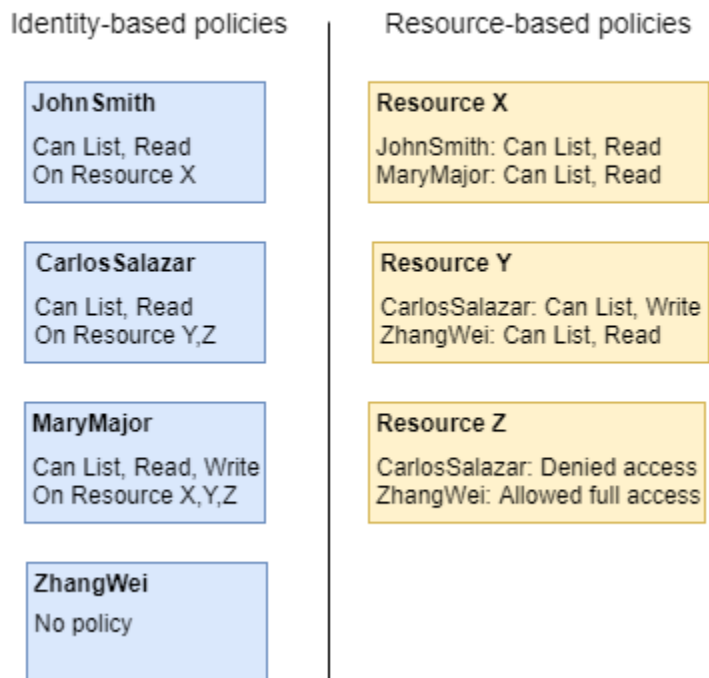 Identity-based policies
Resource-based policies
JohnSmith
Can List, Read
On Resource X
CarlosSalazar
Can List, Read
On Resource Y,Z
MaryMajor
Can List, Read, Write
On Resource X,Y,Z
ZhangWei
No policy
Resource X
JohnSmith: Can List, Read
MaryMajor: Can List, Read
Resource Y
CarlosSalazar: Can List, Write
ZhangWei: Can List, Read
Resource Z
CarlosSalazar: Denied access
ZhangWei: Allowed full access